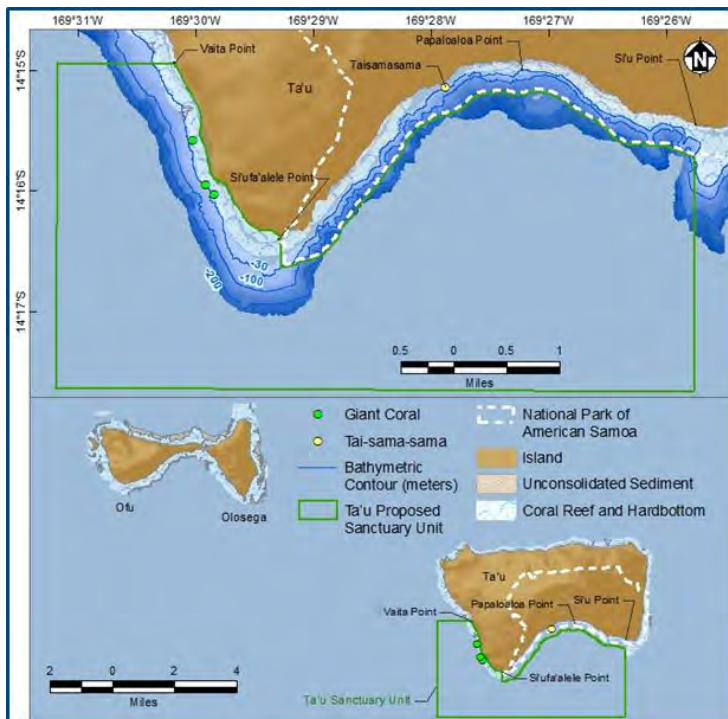 169°31'W
169°30'W
169°29'W
169°28'W
169°27'W
169°26'W
14°15'S
14°16'S
14°17'S
Vaita Point
Papaloaloa Point
Taisamasama
Si'u Point
N
Ta'u
Si'ufa'alele Point
-30
-100
-200
0.5 0 0.5 1
Miles
Giant Coral
Tai-sama-sama
Bathymetric
Contour (meters)
Ta'u Proposed
Sanctuary Unit
National Park of
American Samoa
Island
Unconsolidated Sediment
Coral Reef and Hardbottom
Ofu
Olosega
Ta'u
Vaita Point
Papaloaloa Point
Si'u Point
Si'ufa'alele Point
Ta'u Sanctuary Unit
2 0 2 4
Miles